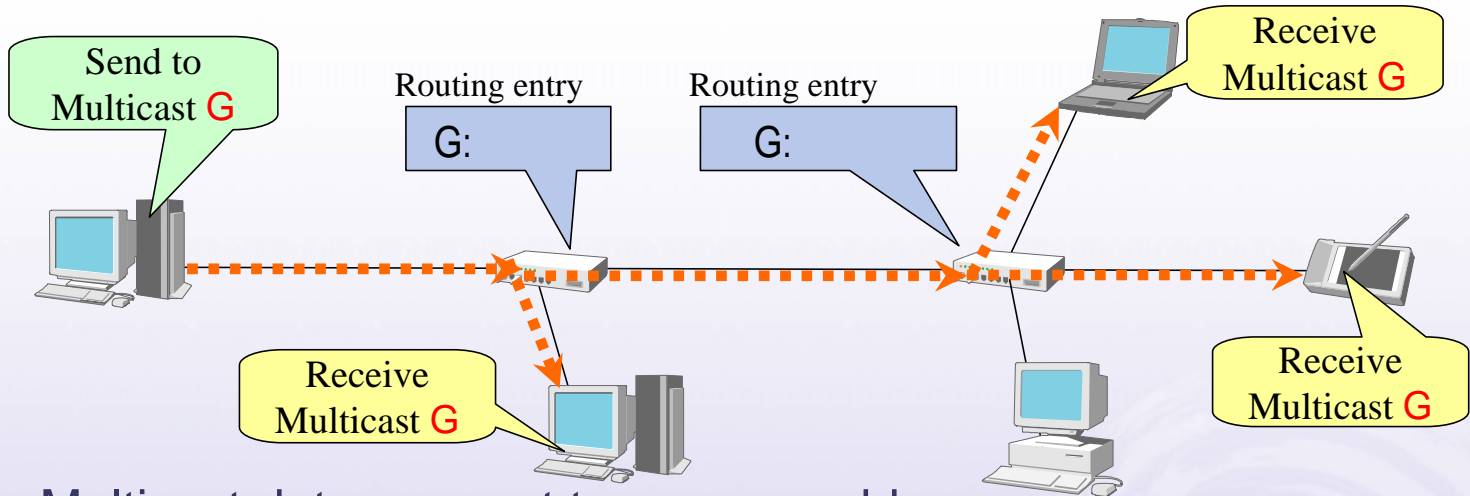 Send to
Multicast G
Routing entry
G:
Routing entry
G:
Receive
Multicast G
Receive
Multicast G
Receive
Multicast G